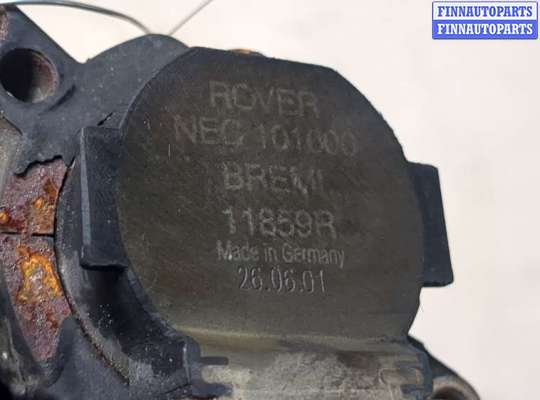 FINNAUTOPARTS
FINNAUTOPARTS
ROVER
NEC 101000
BREMI
11859R
Made in Germany
26.06.01